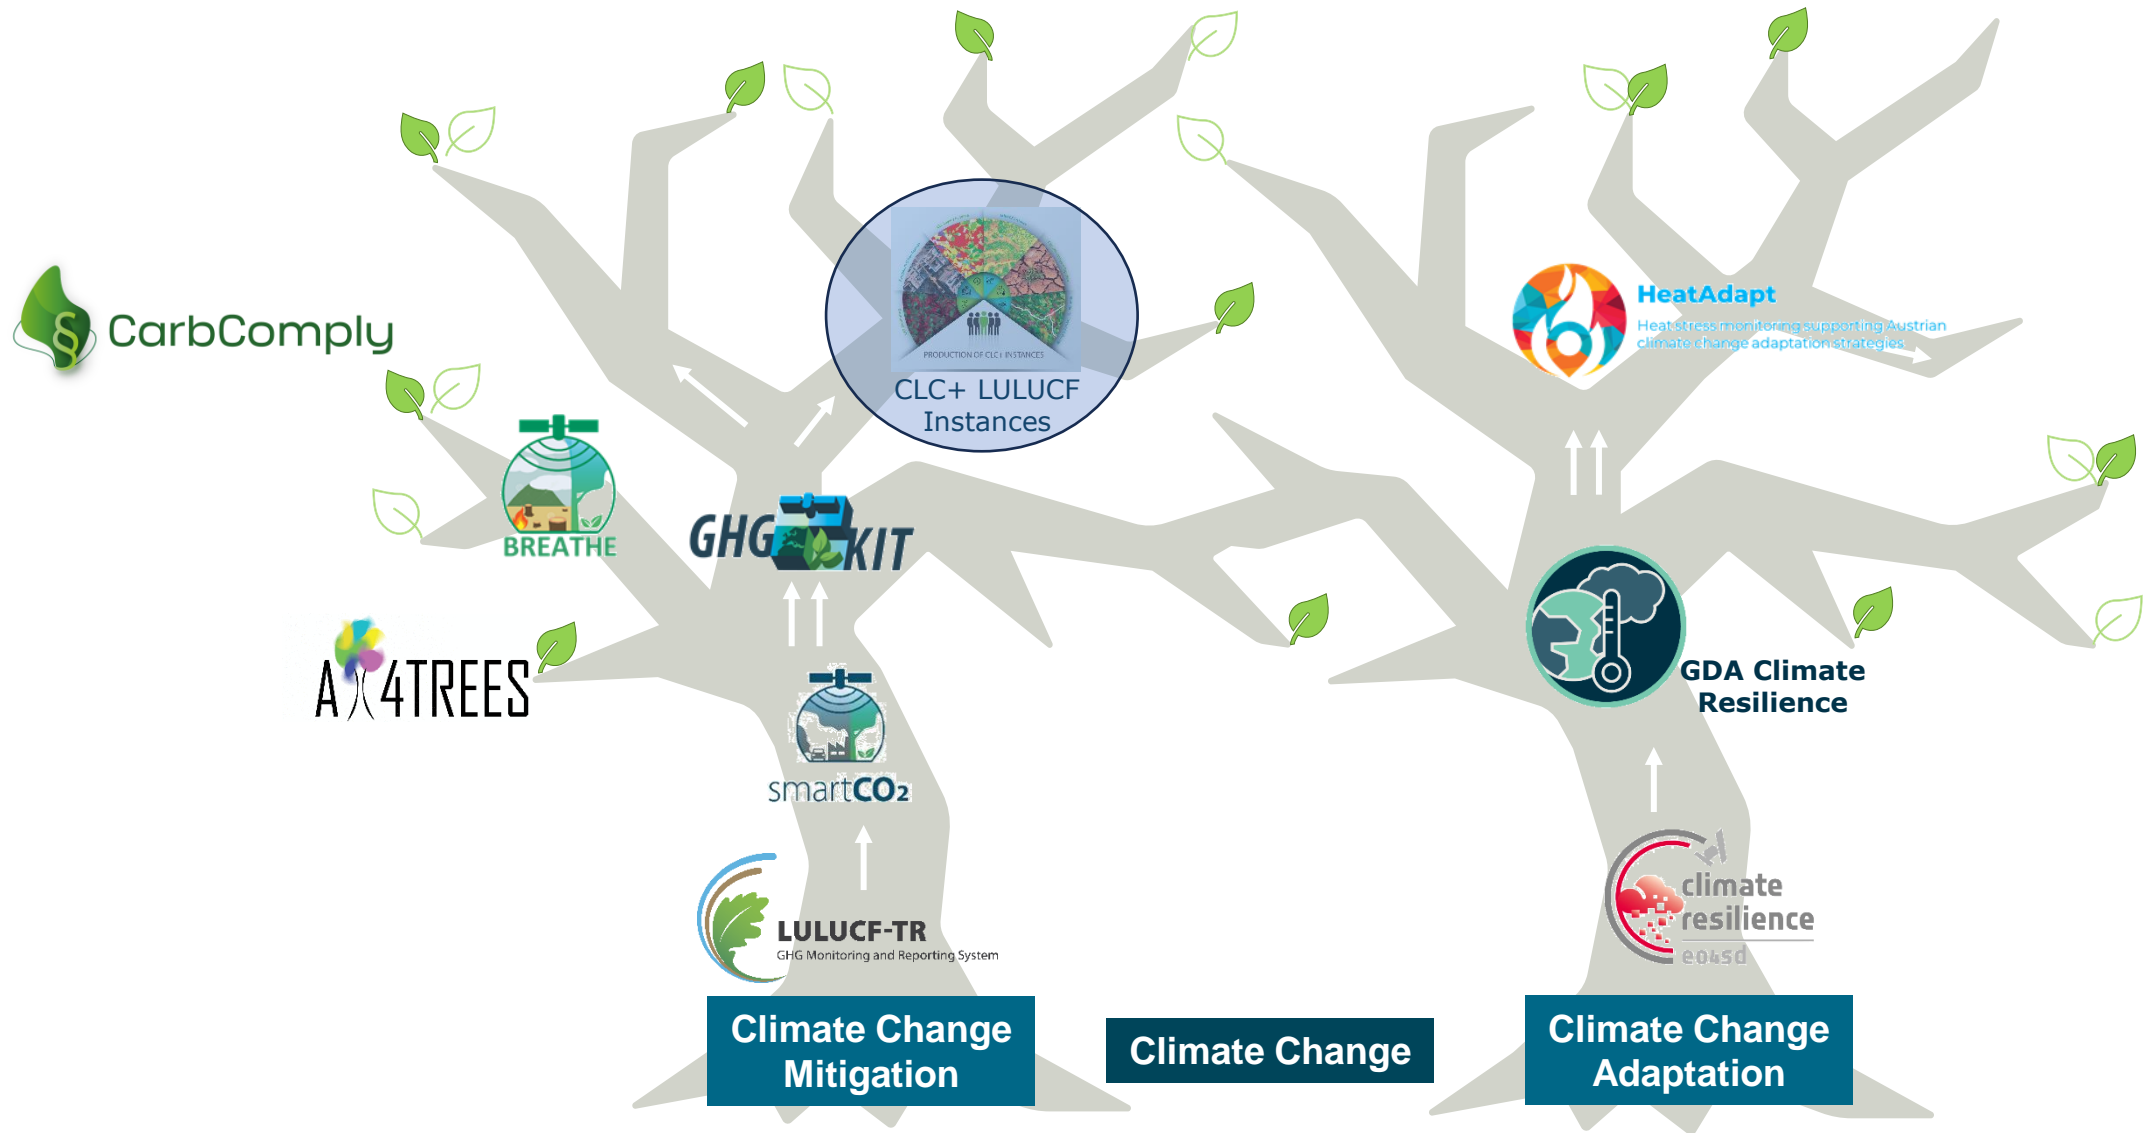 CarbComply
PRODUCTION OF CLC+ INSTANCES
CLC+ LULUCF
Instances
HeatAdapt
Heat stress monitoring supporting Austrian
climate change adaptation strategies
BREATHE
GHG KIT
A 4TREES
GDA Climate
Resilience
smartCO₂
LULUCF-TR
GHG Monitoring and Reporting System
climate
resilience
eo4sd
Climate Change
Mitigation
Climate Change
Climate Change
Adaptation